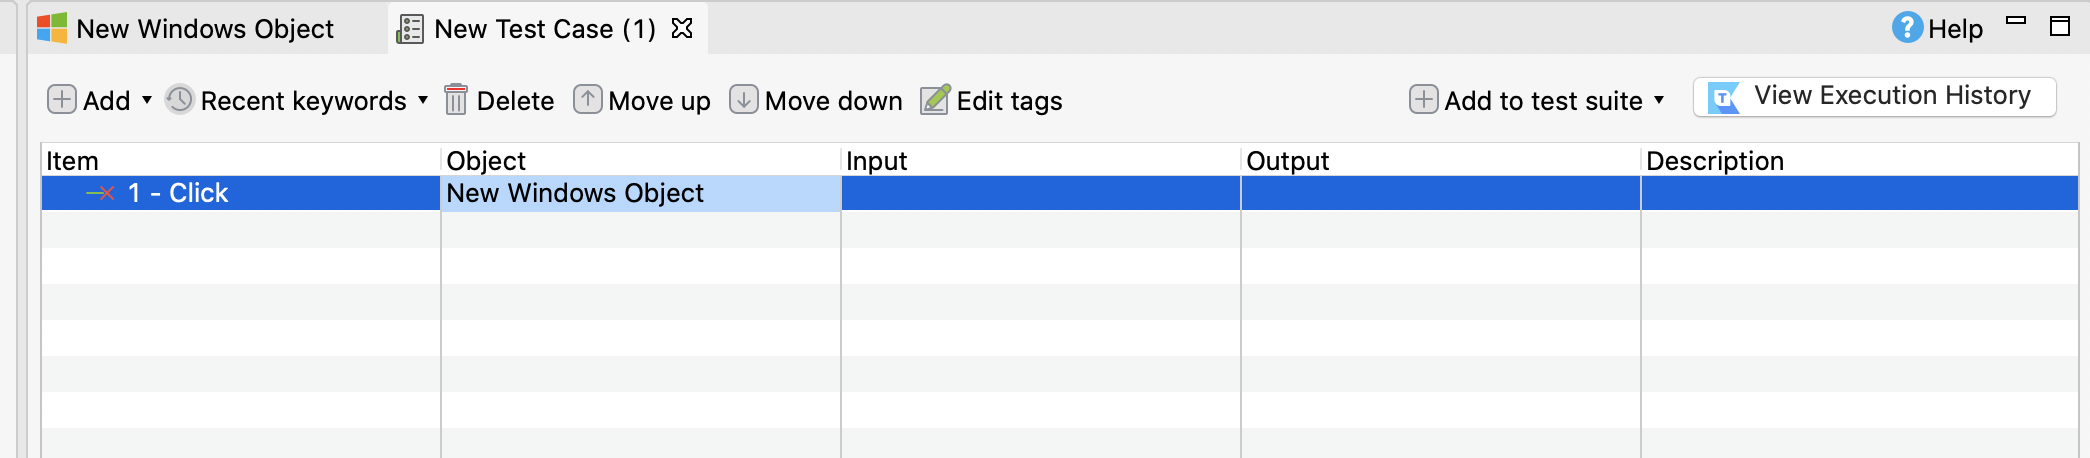 New Windows Object New Test Case (1) Help
Add Recent keywords Delete Move up Move down Edit tags Add to test suite View Execution History
Item Object Input Output Description
1 - Click New Windows Object